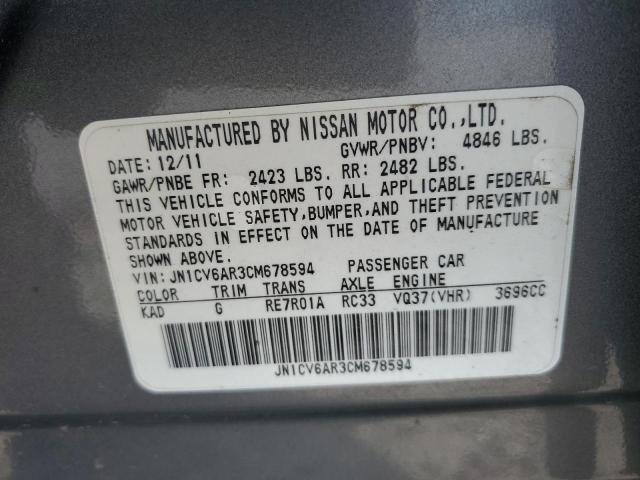 MANUFACTURED BY NISSAN MOTOR CO.,LTD.
DATE: 12/11 GVWR/PNBV: 4846 LBS.
GAWR/PNBE FR: 2423 LBS. RR: 2482 LBS.
THIS VEHICLE CONFORMS TO ALL APPLICABLE FEDERAL
MOTOR VEHICLE SAFETY,BUMPER,AND THEFT PREVENTION
STANDARDS IN EFFECT ON THE DATE OF MANUFACTURE
SHOWN ABOVE.
VIN: JN1CV6AR3CM678594 PASSENGER CAR
COLOR TRIM TRANS AXLE ENGINE
KAD G RE7R01A RC33 VQ37(VHR) 3696CC
JN1CV6AR3CM678594